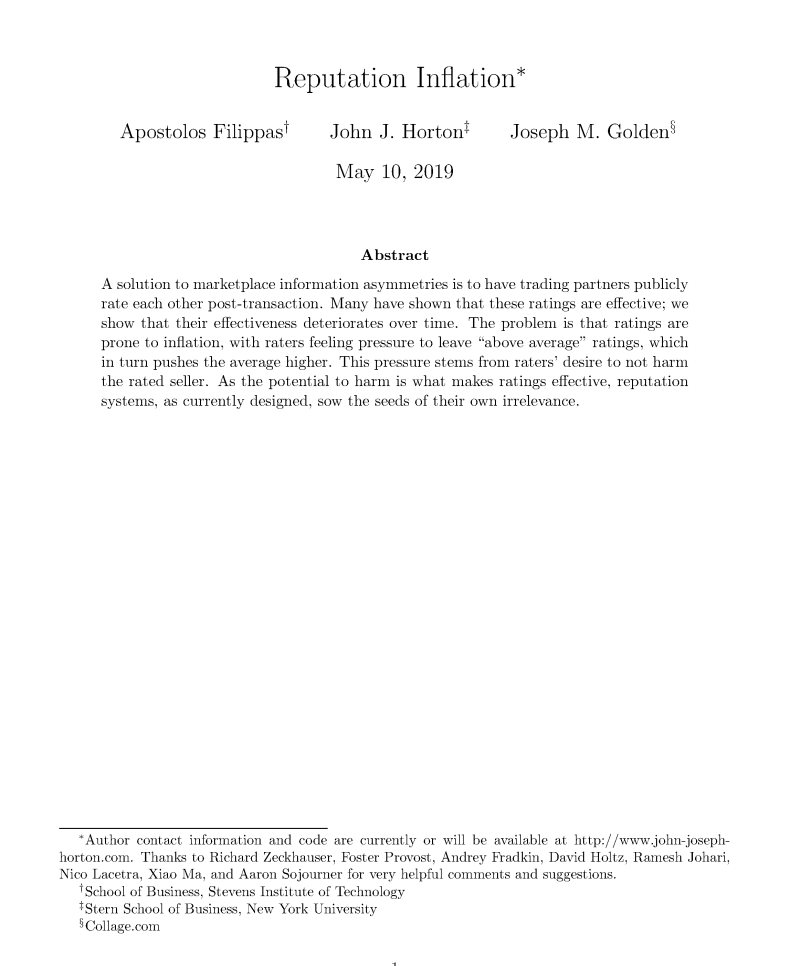 Reputation Inflation*
Apostolos Filippas† John J. Horton‡ Joseph M. Golden§
May 10, 2019
Abstract
A solution to marketplace information asymmetries is to have trading partners publicly
rate each other post-transaction. Many have shown that these ratings are effective; we
show that their effectiveness deteriorates over time. The problem is that ratings are
prone to inflation, with raters feeling pressure to leave “above average” ratings, which
in turn pushes the average higher. This pressure stems from raters’ desire to not harm
the rated seller. As the potential to harm is what makes ratings effective, reputation
systems, as currently designed, sow the seeds of their own irrelevance.
*Author contact information and code are currently or will be available at http://www.john-joseph-
horton.com. Thanks to Richard Zeckhauser, Foster Provost, Andrey Fradkin, David Holtz, Ramesh Johari,
Nico Lacetra, Xiao Ma, and Aaron Sojourner for very helpful comments and suggestions.
†School of Business, Stevens Institute of Technology
‡Stern School of Business, New York University
§Collage.com
1